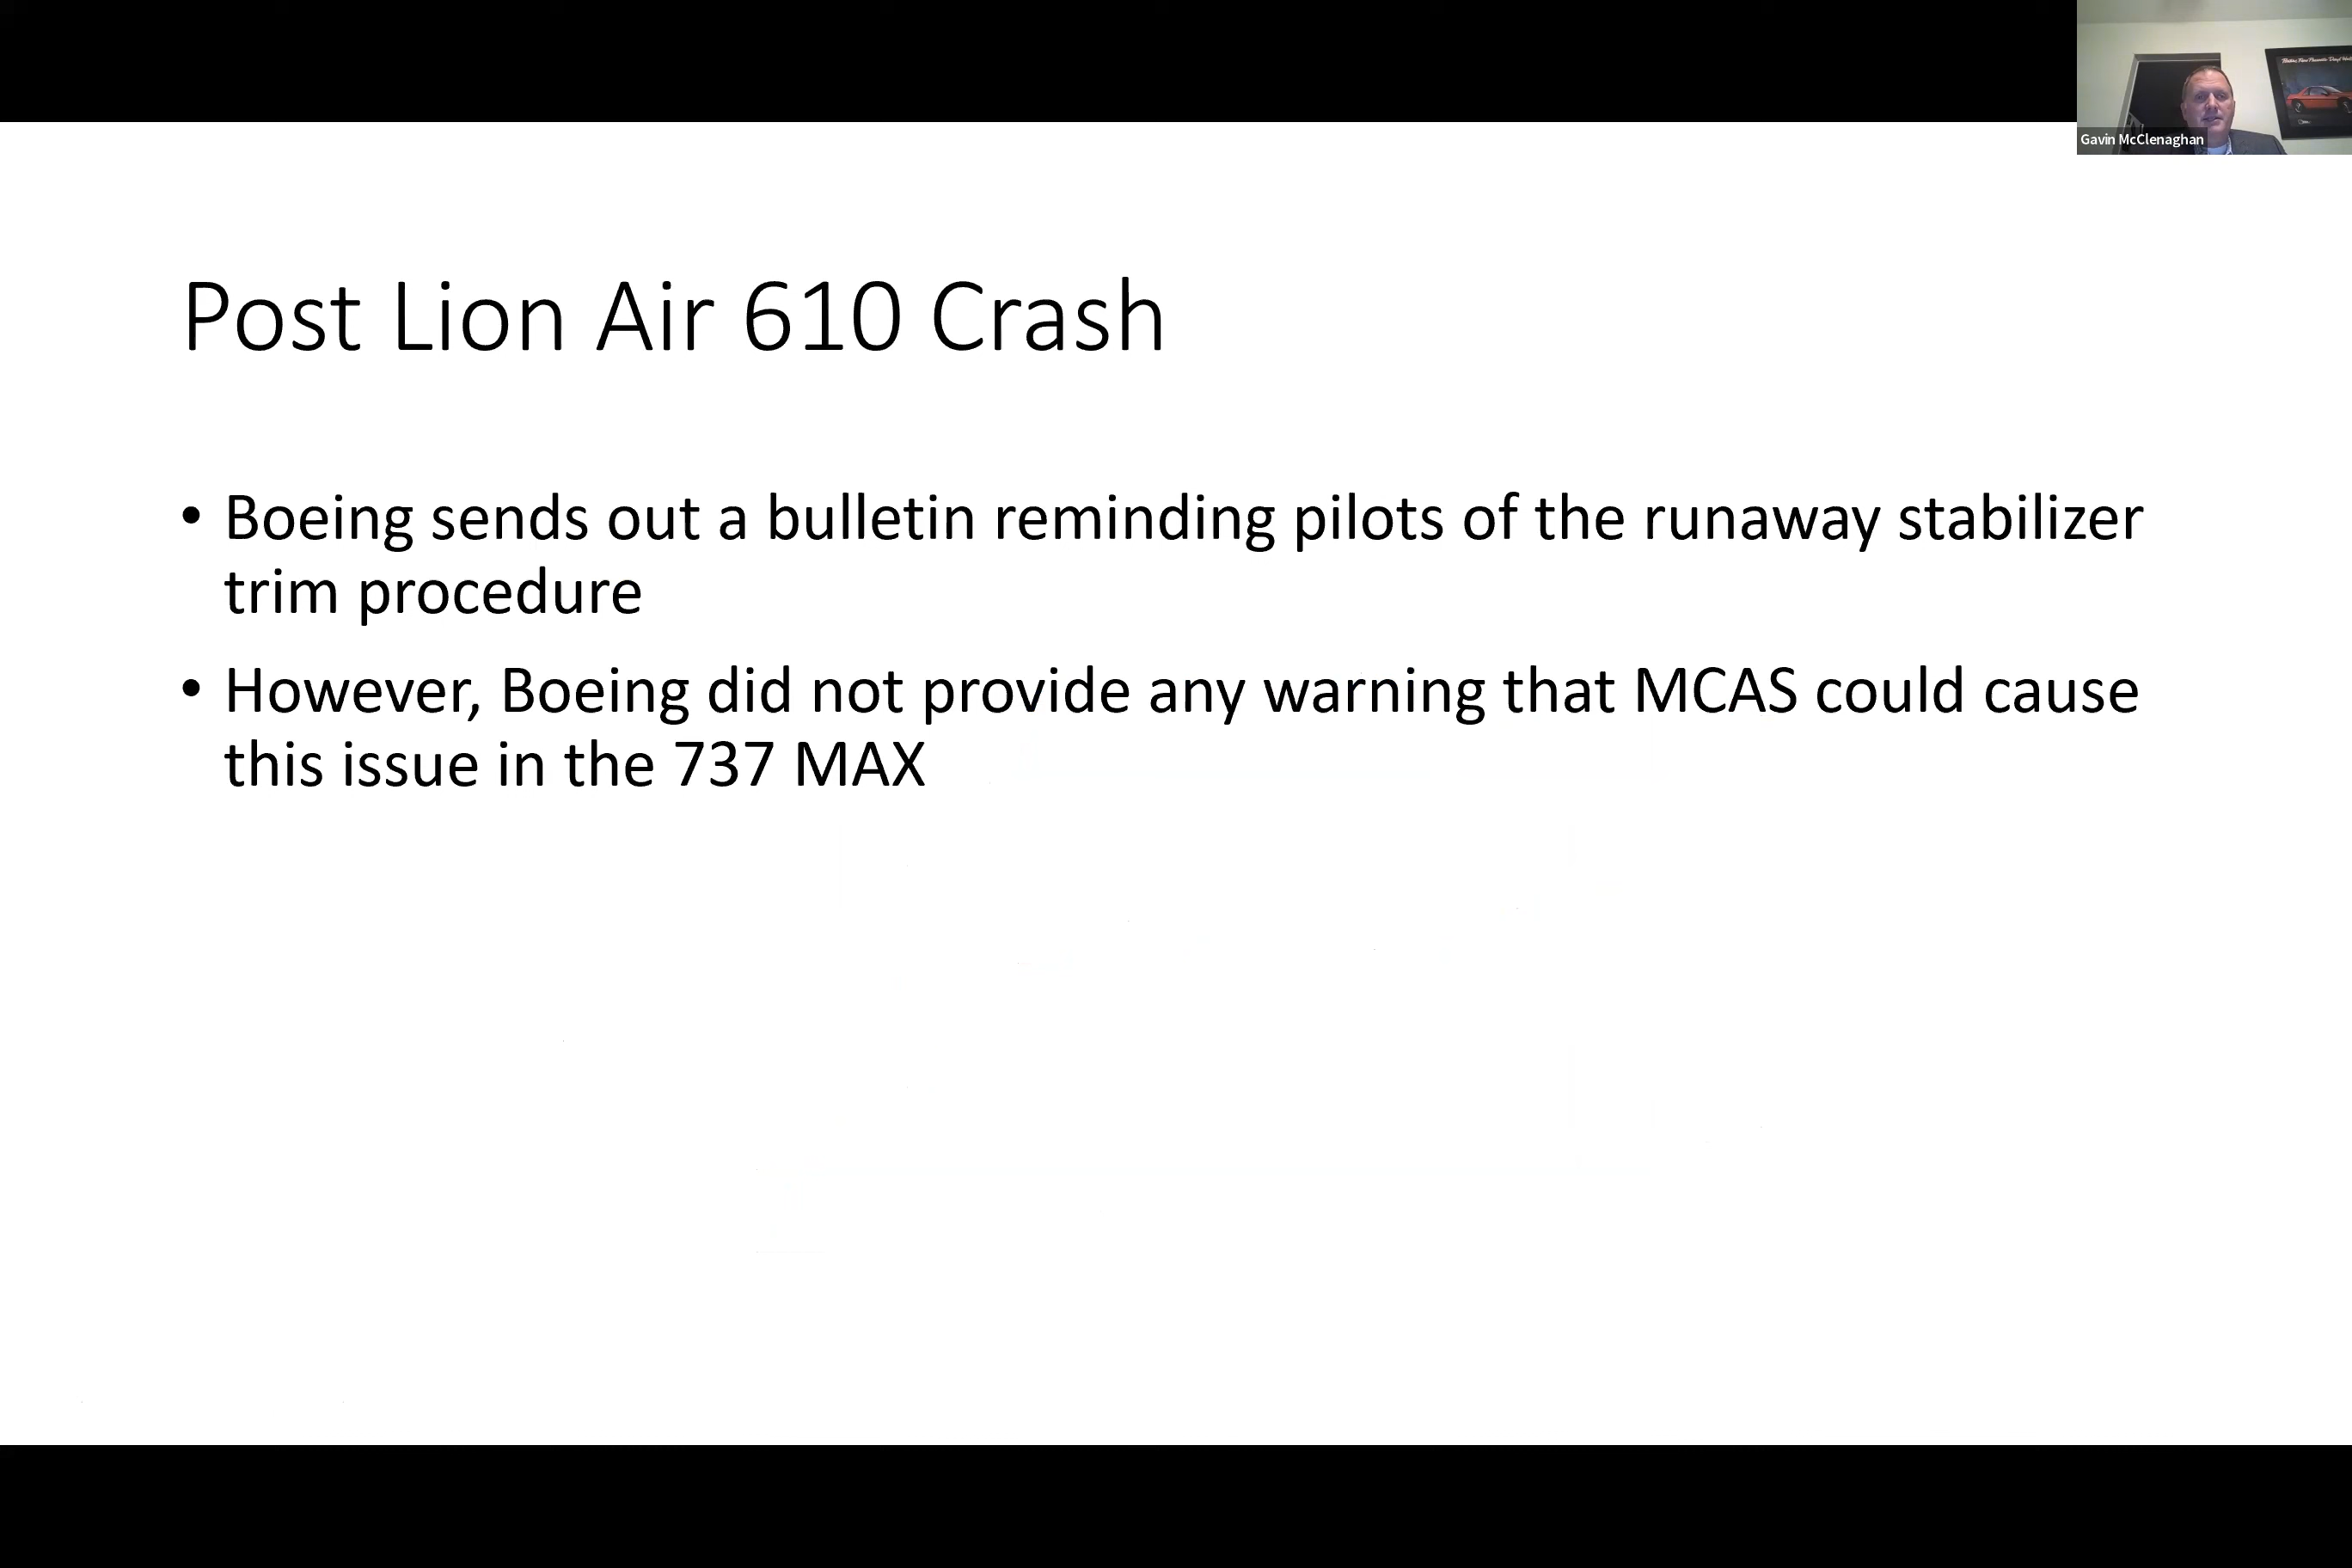 Gavin McClenaghan
Post Lion Air 610 Crash
• Boeing sends out a bulletin reminding pilots of the runaway stabilizer
trim procedure
• However, Boeing did not provide any warning that MCAS could cause
this issue in the 737 MAX